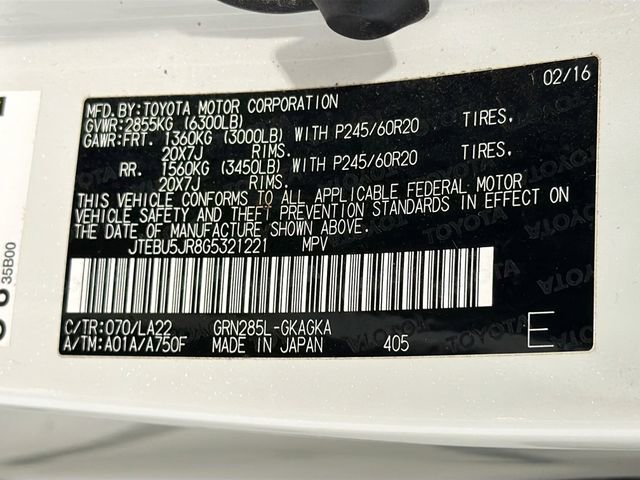 02/16
MFD.BY:TOYOTA MOTOR CORPORATION
GVWR:2855KG (6300LB)
GAWR:FRT. 1360KG (3000LB) WITH P245/60R20 TIRES,
20X7J RIMS.
RR. 1560KG (3450LB) WITH P245/60R20 TIRES,
20X7J RIMS.
THIS VEHICLE CONFORMS TO ALL APPLICABLE FEDERAL MOTOR
VEHICLE SAFETY AND THEFT PREVENTION STANDARDS IN EFFECT ON
THE DATE OF MANUFACTURE SHOWN ABOVE.
JTEBU5JR8G5321221 MPV
C/TR:070/LA22 GRN285L-GKAGKA
A/TM:A01A/A750F MADE IN JAPAN 405 E
35B00
TOYOTA
TOYOTA